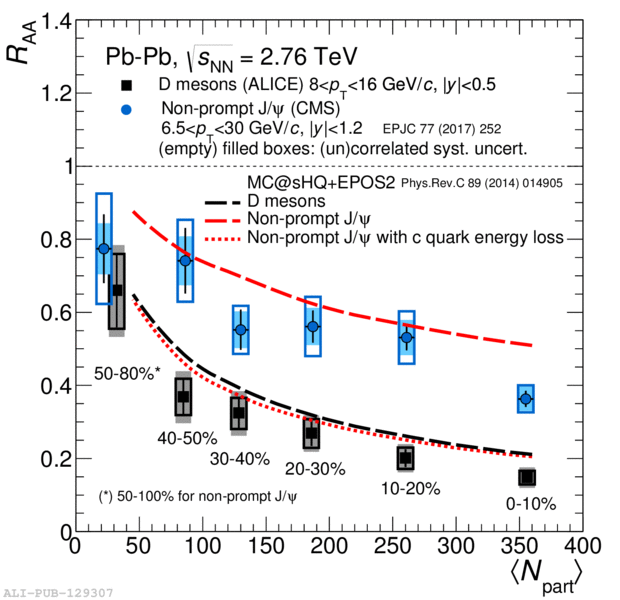 R_AA
1.4
1.2
1
0.8
0.6
0.4
0.2
0
Pb-Pb, √s_NN = 2.76 TeV
D mesons (ALICE) 8<p_T<16 GeV/c, |y|<0.5
Non-prompt J/ψ (CMS)
6.5<p_T<30 GeV/c, |y|<1.2 EPJC 77 (2017) 252
(empty) filled boxes: (un)correlated syst. uncert.
MC@sHQ+EPOS2 Phys.Rev.C 89 (2014) 014905
D mesons
Non-prompt J/ψ
Non-prompt J/ψ with c quark energy loss
50-80%*
40-50%
30-40%
20-30%
10-20%
0-10%
(*) 50-100% for non-prompt J/ψ
0 50 100 150 200 250 300 350 400
⟨N_part⟩
ALI-PUB-129307